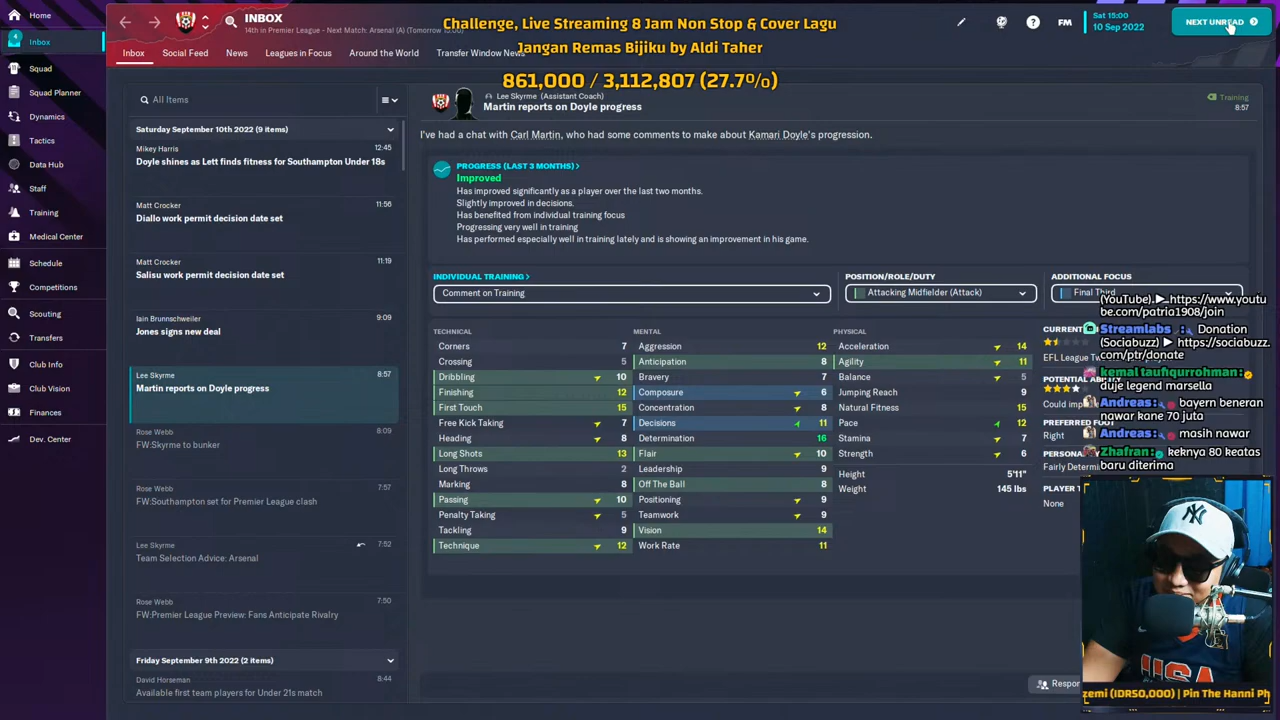 Home
Inbox
4
Squad
Squad Planner
Dynamics
Tactics
Data Hub
Staff
Training
Medical Center
Schedule
Competitions
Scouting
Transfers
Club Info
Club Vision
Finances
Dev. Center
INBOX
14th in Premier League - Next Match: Arsenal (A) (Tomorrow 15:00)
Challenge, Live Streaming 8 Jam Non Stop & Cover Lagu
Jangan Remas Bijiku by Aldi Taher
861,000 / 3,112,807 (27.7%)
FM
Sat 15:00
10 Sep 2022
NEXT UNREAD
Inbox
Social Feed
News
Leagues in Focus
Around the World
Transfer Window News
All Items
Saturday September 10th 2022 (9 items)
Mikey Harris
12:45
Doyle shines as Lett finds fitness for Southampton Under 18s
Matt Crocker
11:56
Diallo work permit decision date set
Matt Crocker
11:19
Salisu work permit decision date set
Iain Brunnschweiler
9:09
Jones signs new deal
Lee Skyrme
8:57
Martin reports on Doyle progress
Rose Webb
8:09
FW:Skyrme to bunker
Rose Webb
7:57
FW:Southampton set for Premier League clash
Lee Skyrme
7:52
Team Selection Advice: Arsenal
Rose Webb
7:50
FW:Premier League Preview: Fans Anticipate Rivalry
Friday September 9th 2022 (2 items)
David Horseman
8:44
Available first team players for Under 21s match
Lee Skyrme (Assistant Coach)
Martin reports on Doyle progress
Training
8:57
I've had a chat with Carl Martin, who had some comments to make about Kamari Doyle's progression.
PROGRESS (LAST 3 MONTHS)
Improved
Has improved significantly as a player over the last two months.
Slightly improved in decisions.
Has benefited from individual training focus
Progressing very well in training
Has performed especially well in training lately and is showing an improvement in his game.
INDIVIDUAL TRAINING
Comment on Training
POSITION/ROLE/DUTY
Attacking Midfielder (Attack)
ADDITIONAL FOCUS
Final Third
TECHNICAL
Corners 7
Crossing 5
Dribbling 10
Finishing 12
First Touch 15
Free Kick Taking 7
Heading 8
Long Shots 13
Long Throws 2
Marking 8
Passing 10
Penalty Taking 5
Tackling 9
Technique 12
MENTAL
Aggression 12
Anticipation 8
Bravery 7
Composure 6
Concentration 8
Decisions 11
Determination 16
Flair 10
Leadership 9
Off The Ball 8
Positioning 9
Teamwork 9
Vision 14
Work Rate 11
PHYSICAL
Acceleration 14
Agility 11
Balance 5
Jumping Reach 9
Natural Fitness 15
Pace 12
Stamina 7
Strength 6
Height 5'11"
Weight 145 lbs
EFL League
Could
Right
Fairly Determin
PLAYER
None
Respon
(YouTube) ▶ https://www.youtu
be.com/patria1908/join
Streamlabs : Donation
(Sociabuzz) ▶ https://sociabuzz.
com/ptr/donate
kemal taufiqurrohman:
duje legend marsella
Andreas: bayern beneran
nawar kane 70 juta
Andreas: masih nawar
Zhafran: keknya 80 keatas
baru diterima
NY
USA
zemi (IDR50,000) | Pin The Hanni Ph